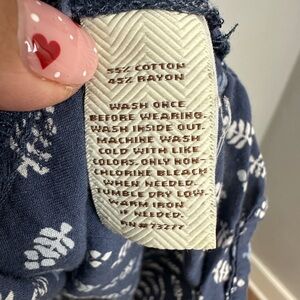 55% COTTON
45% RAYON
WASH ONCE
BEFORE WEARING.
WASH INSIDE OUT.
MACHINE WASH
COLD WITH LIKE
COLORS. ONLY NON-
CHLORINE BLEACH
WHEN NEEDED.
TUMBLE DRY LOW.
WARM IRON
IF NEEDED.
RN#73277